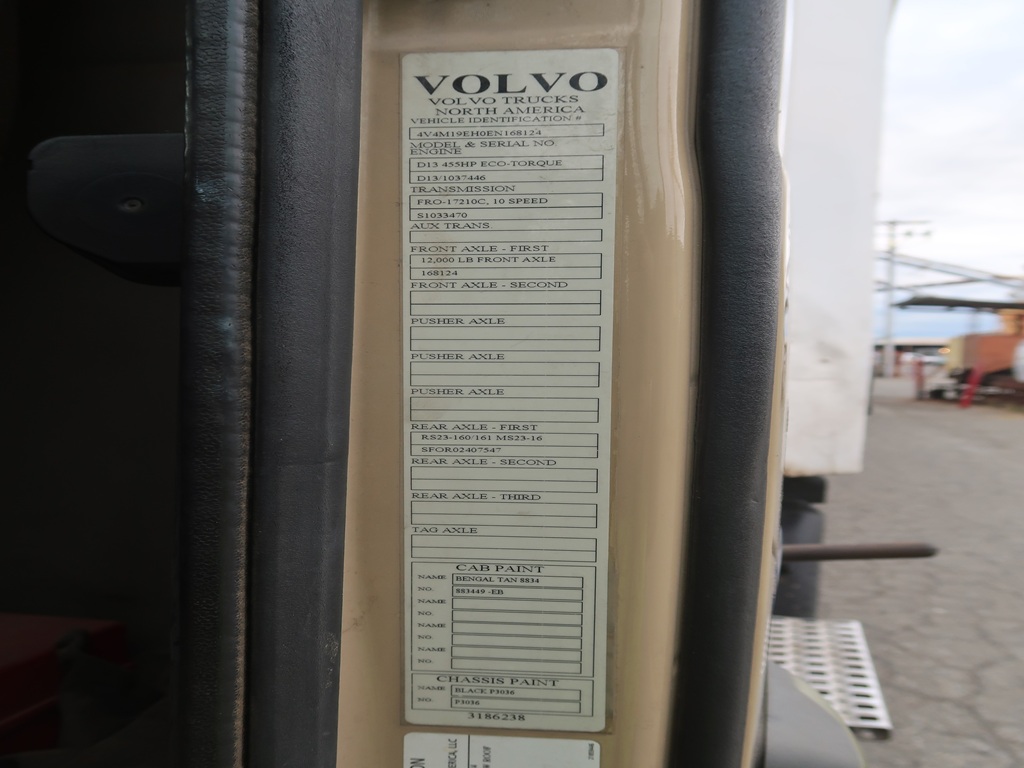 VOLVO
VOLVO TRUCKS
NORTH AMERICA
VEHICLE IDENTIFICATION #
4V4M19EH0EN168124
MODEL & SERIAL NO.
ENGINE
D13 455HP ECO-TORQUE
D13/1037446
TRANSMISSION
FRO-17210C, 10 SPEED
S1033470
AUX TRANS.
FRONT AXLE - FIRST
12,000 LB FRONT AXLE
168124
FRONT AXLE - SECOND
PUSHER AXLE
PUSHER AXLE
PUSHER AXLE
REAR AXLE - FIRST
RS23-160/161 MS23-16
SFOR02407547
REAR AXLE - SECOND
REAR AXLE - THIRD
TAG AXLE
CAB PAINT
NAME BENGAL TAN 8834
NO. 883449 -EB
NAME
NO.
NAME
NO.
NAME
NO.
CHASSIS PAINT
NAME BLACK P3036
NO. P3036
3186238
ON
ERICA, LLC
W ROOF